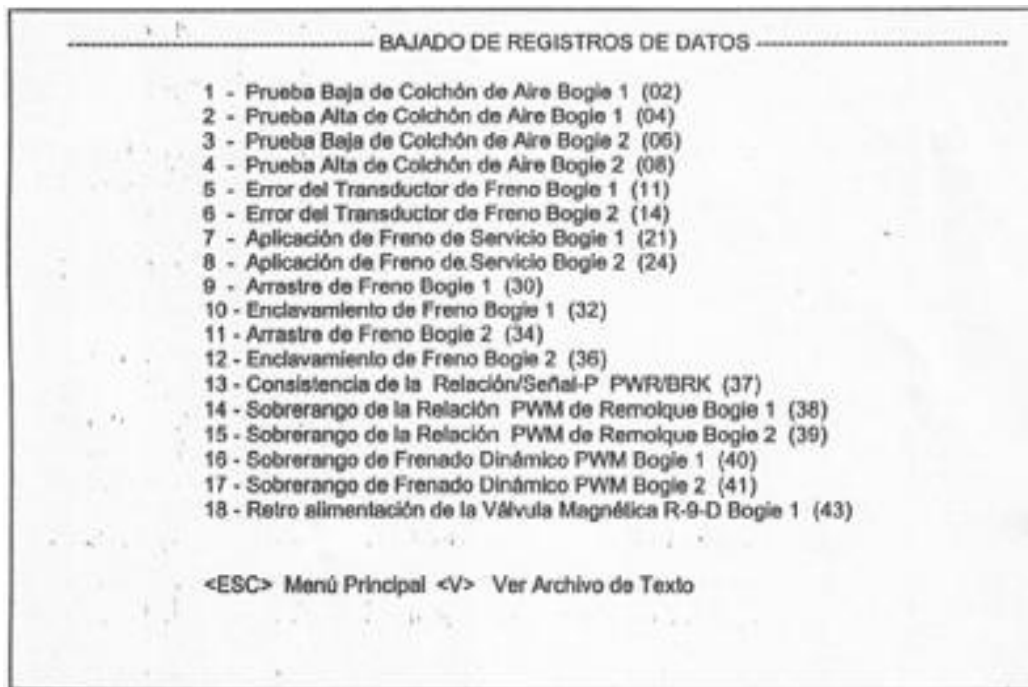 BAJADO DE REGISTROS DE DATOS
1 - Prueba Baja de Colchón de Aire Bogie 1 (02)
2 - Prueba Alta de Colchón de Aire Bogie 1 (04)
3 - Prueba Baja de Colchón de Aire Bogie 2 (06)
4 - Prueba Alta de Colchón de Aire Bogie 2 (08)
5 - Error del Transductor de Freno Bogie 1 (11)
6 - Error del Transductor de Freno Bogie 2 (14)
7 - Aplicación de Freno de Servicio Bogie 1 (21)
8 - Aplicación de Freno de Servicio Bogie 2 (24)
9 - Arrastre de Freno Bogie 1 (30)
10 - Enclavamiento de Freno Bogie 1 (32)
11 - Arrastre de Freno Bogie 2 (34)
12 - Enclavamiento de Freno Bogie 2 (36)
13 - Consistencia de la Relación/Señal-P PWR/BRK (37)
14 - Sobrerango de la Relación PWM de Remolque Bogie 1 (38)
15 - Sobrerango de la Relación PWM de Remolque Bogie 2 (39)
16 - Sobrerango de Frenado Dinámico PWM Bogie 1 (40)
17 - Sobrerango de Frenado Dinámico PWM Bogie 2 (41)
18 - Retro alimentación de la Válvula Magnética R-9-D Bogie 1 (43)
<ESC> Menú Principal <V> Ver Archivo de Texto